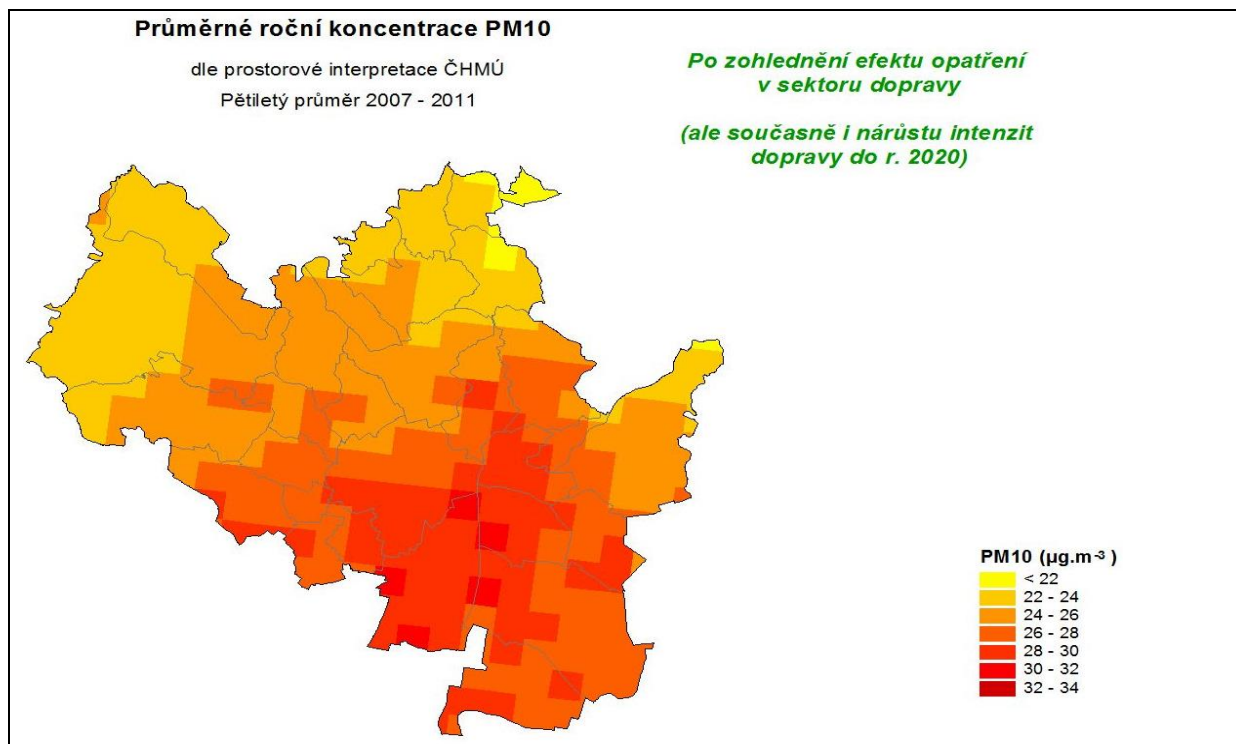 Průměrné roční koncentrace PM10
dle prostorové interpretace ČHMÚ
Pětiletý průměr 2007 - 2011
Po zohlednění efektu opatření
v sektoru dopravy
(ale současně i nárůstu intenzit
dopravy do r. 2020)
PM10 (µg.m⁻³ )
< 22
22 - 24
24 - 26
26 - 28
28 - 30
30 - 32
32 - 34